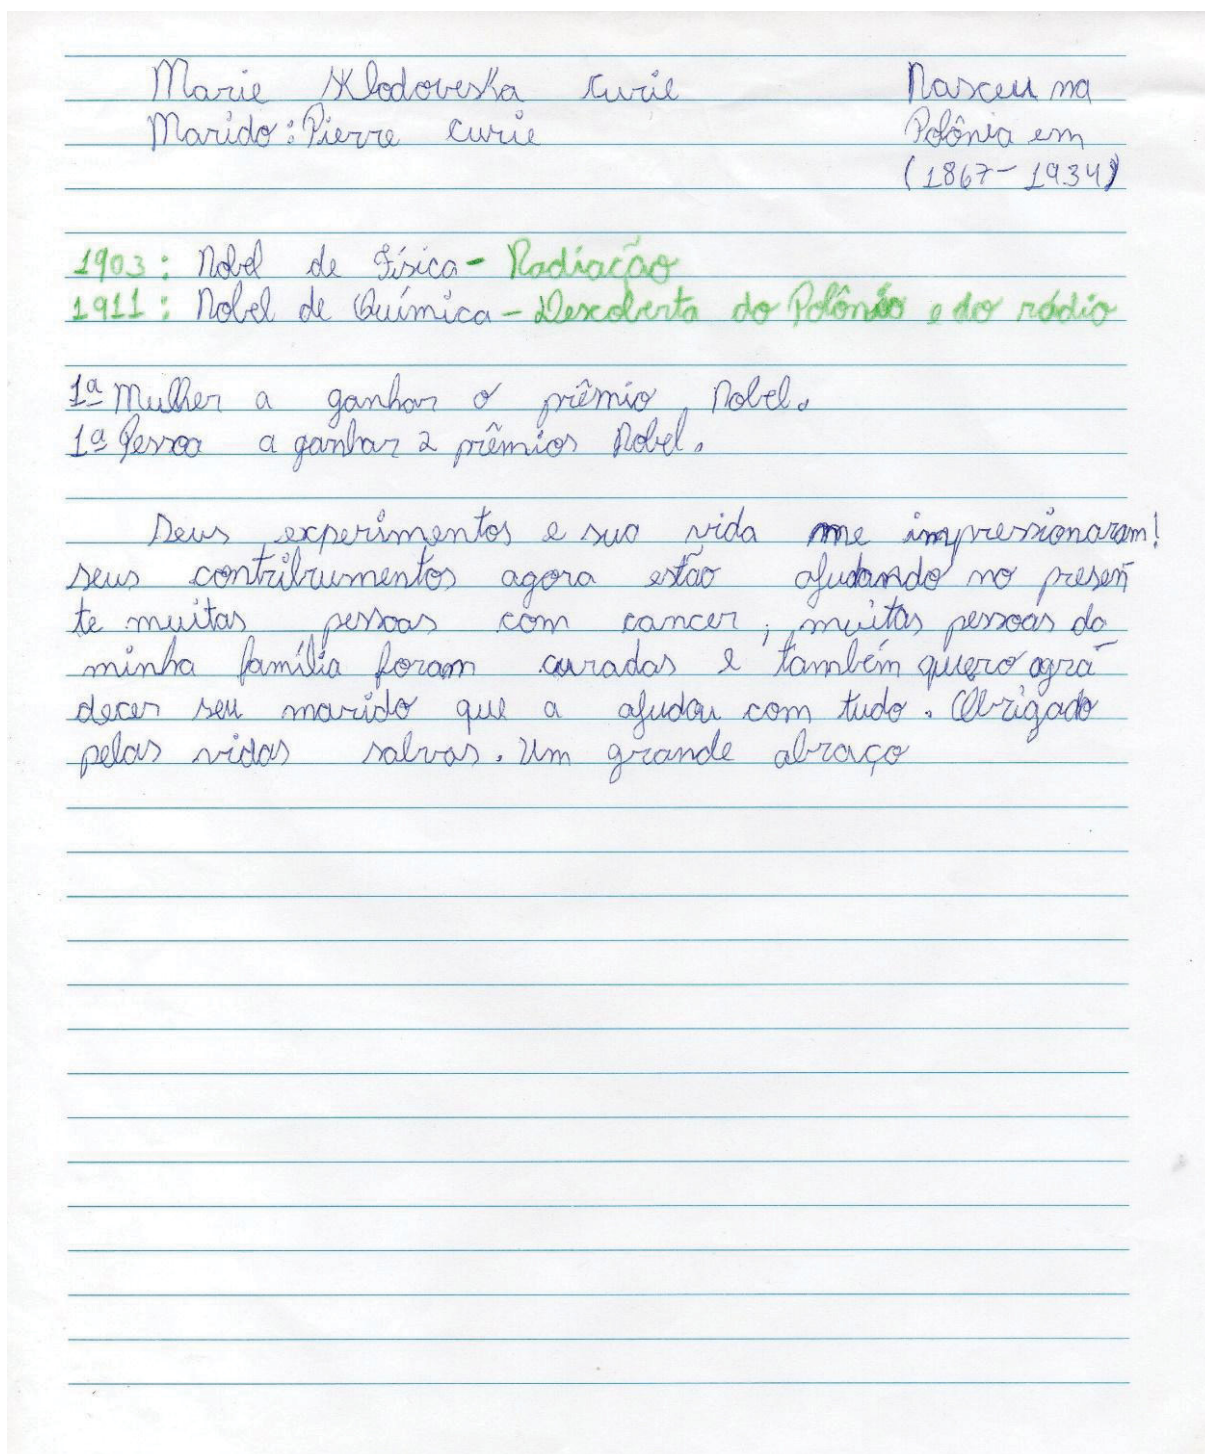 Marie Sklodoveska Curie Nasceu na
Marido: Pierre Curie Polônia em
(1867-1934)
1903: Nobel de Física - Radiação
1911: Nobel de Química - Descoberta do Polônio e do rádio
1ª Mulher a ganhar o prêmio Nobel.
1ª Pessoa a ganhar 2 prêmios Nobel.
Seus experimentos e sua vida me impressionaram!
seus contribrumentos agora estão ajudando no presen-
te muitas pessoas com cancer, muitas pessoas da
minha família foram curadas e também quero agra-
decer seu marido que a ajudou com tudo. Obrigado
pelas vidas salvas. Um grande abraço